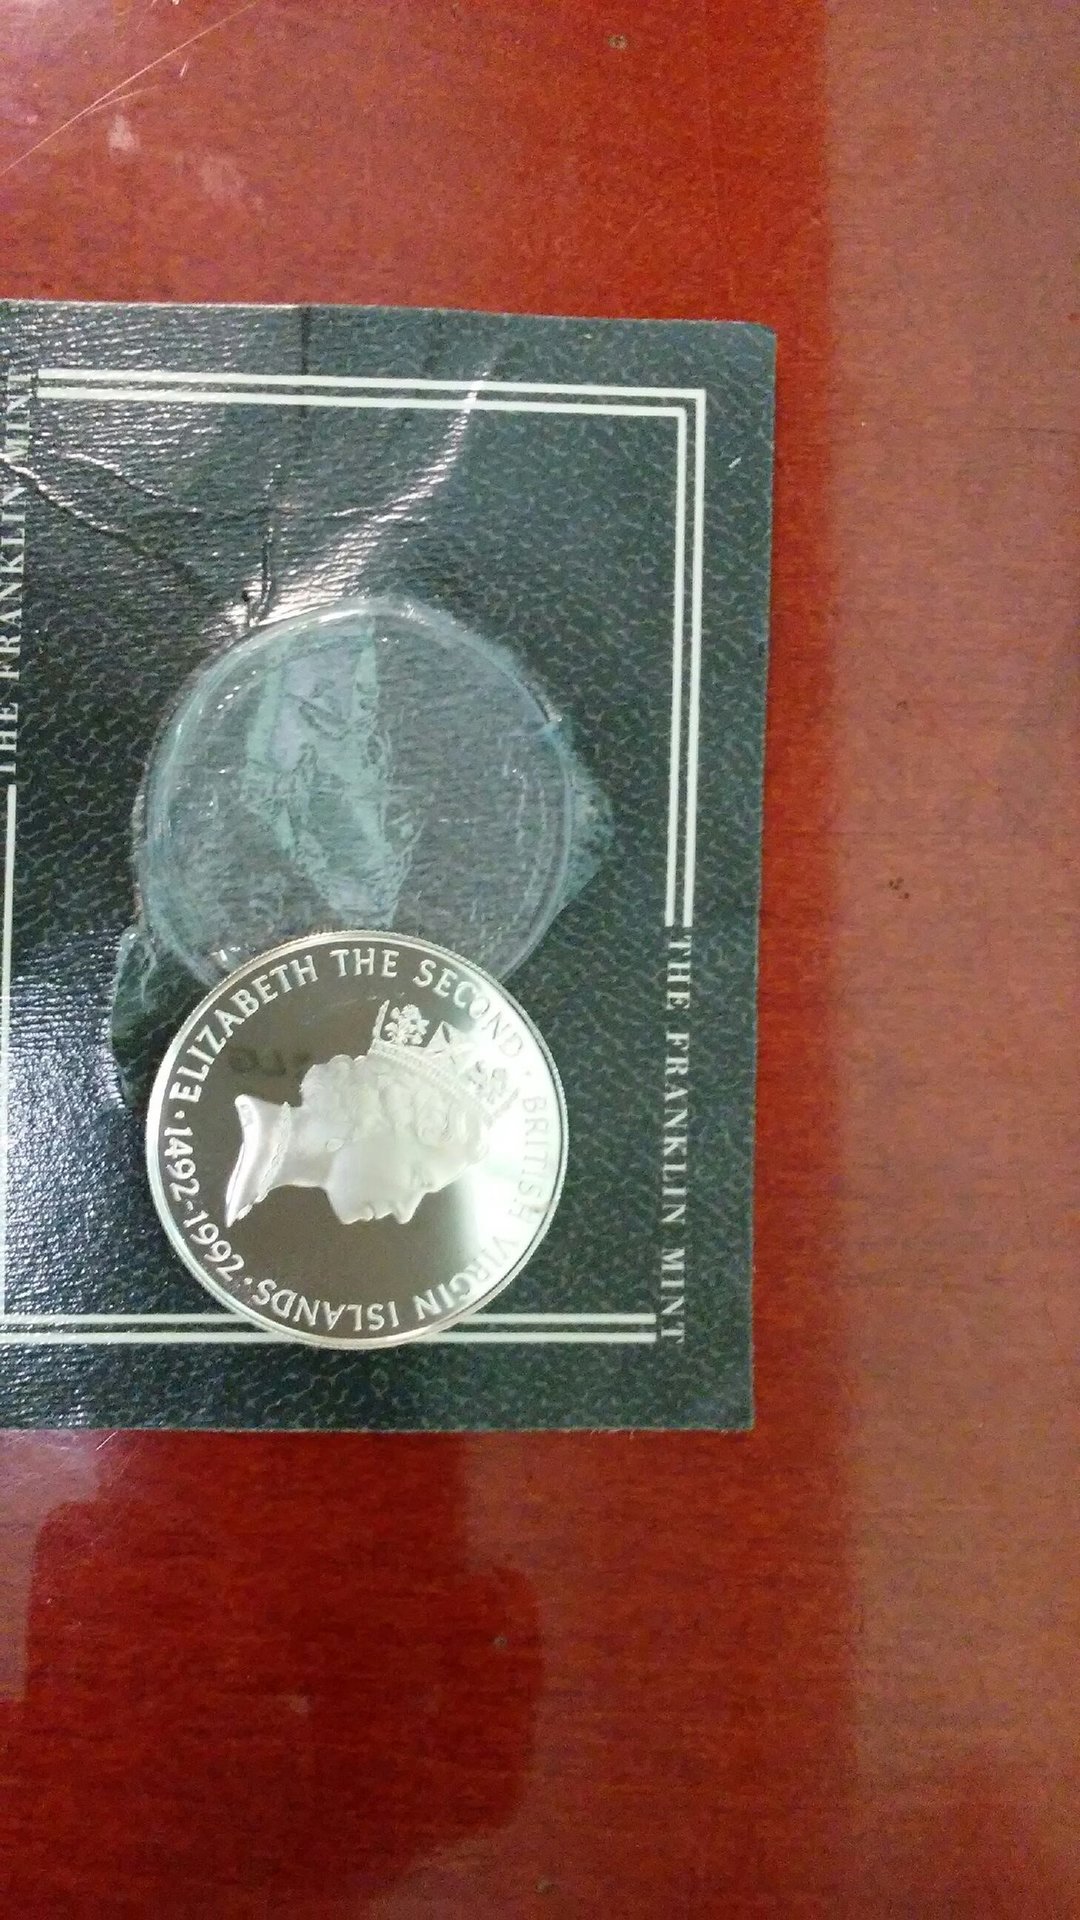 THE FRANKLIN MINT
THE FRANKLIN MINT
ELIZABETH THE SECOND · BRITISH VIRGIN ISLANDS · 1492-1992 ·